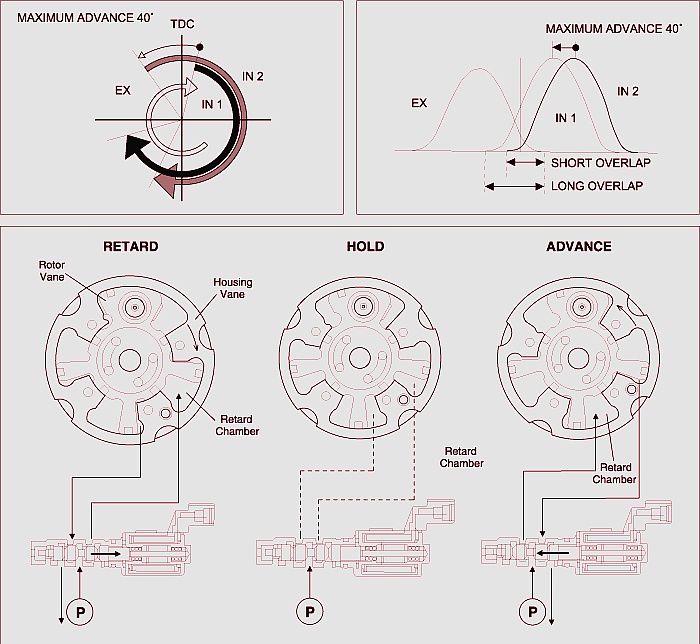 MAXIMUM ADVANCE 40°
TDC
EX
IN 2
IN 1
MAXIMUM ADVANCE 40°
EX
IN 2
IN 1
SHORT OVERLAP
LONG OVERLAP
RETARD
HOLD
ADVANCE
Rotor
Vane
Housing
Vane
Retard
Chamber
Retard
Chamber
Retard
Chamber
P
P
P